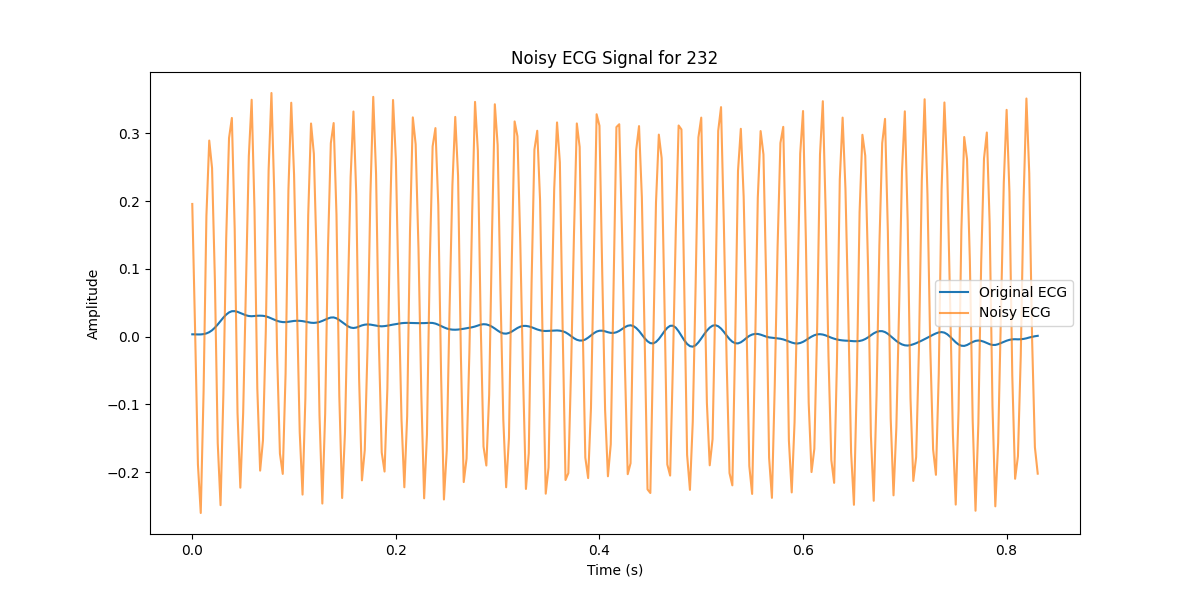 Noisy ECG Signal for 232
Amplitude
0.3
0.2
0.1
0.0
−0.1
−0.2
Original ECG
Noisy ECG
0.0
0.2
0.4
0.6
0.8
Time (s)